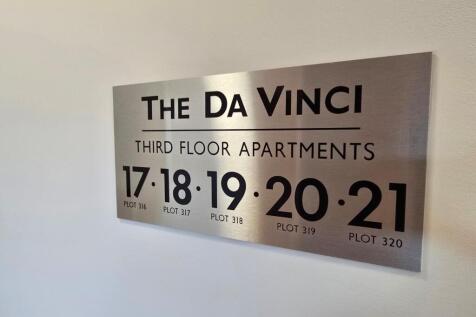 THE DA VINCI
THIRD FLOOR APARTMENTS
17 · 18 · 19 · 20 · 21
PLOT 316 PLOT 317 PLOT 318 PLOT 319 PLOT 320